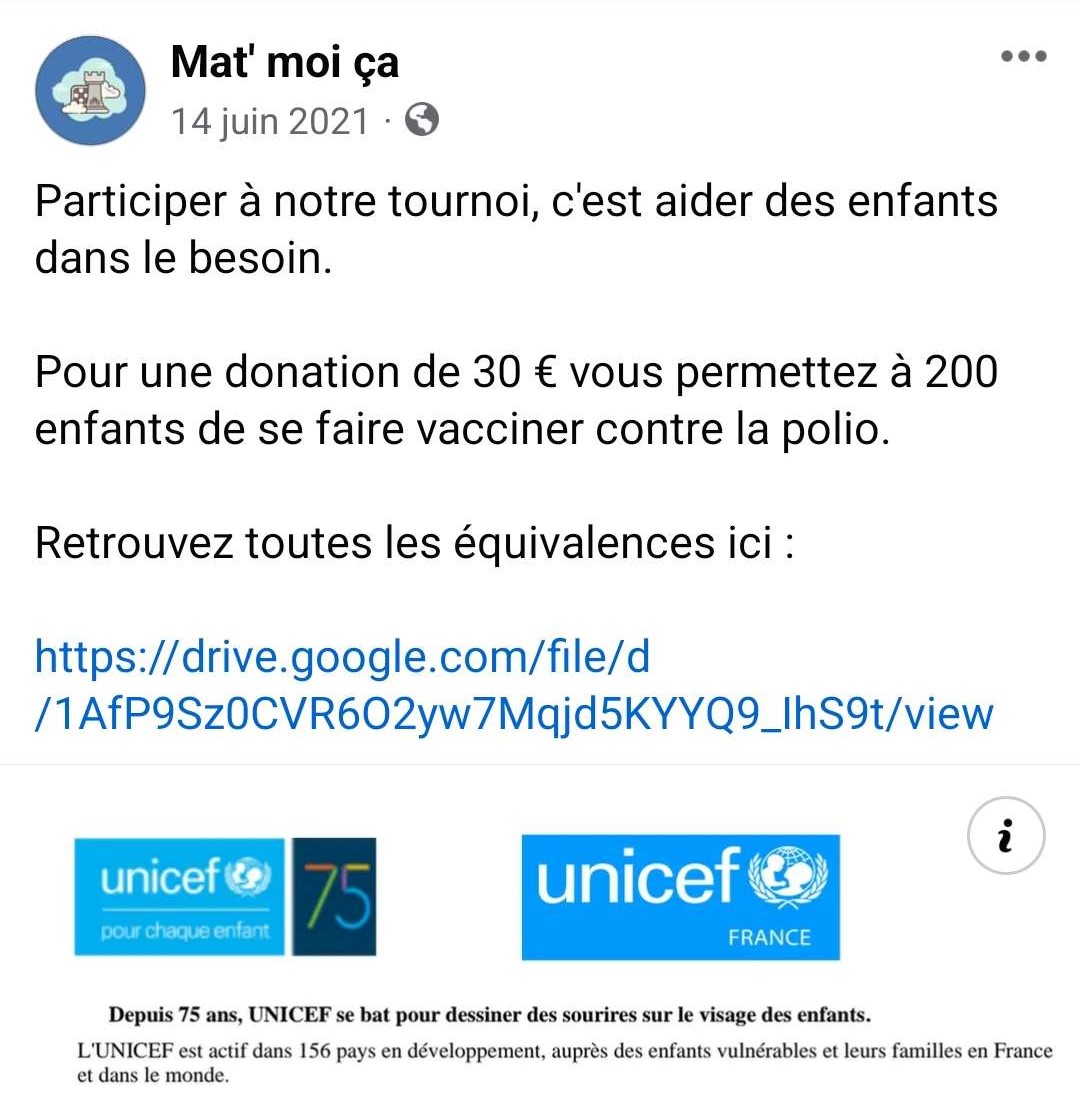 Mat' moi ça
14 juin 2021 ·
Participer à notre tournoi, c'est aider des enfants
dans le besoin.
Pour une donation de 30 € vous permettez à 200
enfants de se faire vacciner contre la polio.
Retrouvez toutes les équivalences ici :
https://drive.google.com/file/d
/1AfP9Sz0CVR6O2yw7Mqjd5KYYQ9_IhS9t/view
i
unicef 75
pour chaque enfant
unicef
FRANCE
Depuis 75 ans, UNICEF se bat pour dessiner des sourires sur le visage des enfants.
L'UNICEF est actif dans 156 pays en développement, auprès des enfants vulnérables et leurs familles en France
et dans le monde.